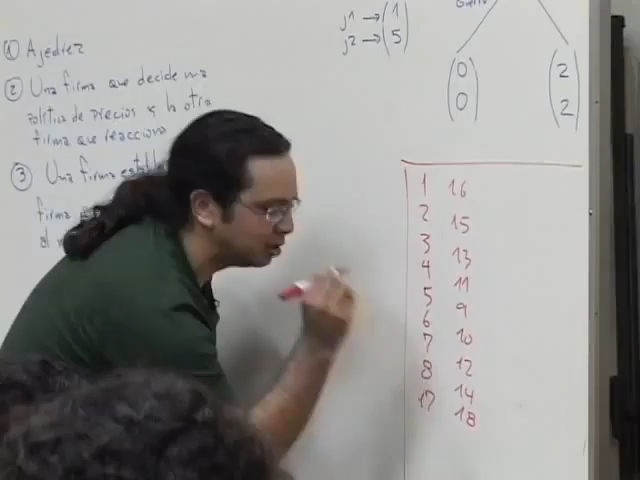 ① Ajedrez
② Una firma que decide una
política de precios y la otra
firma que reacciona
③ Una firma
firma
al
j1 → (1
j2 → 5)
(0
0)
(2
2)
1 16
2 15
3 13
4 11
5 9
6 10
7 12
8 14
17 18